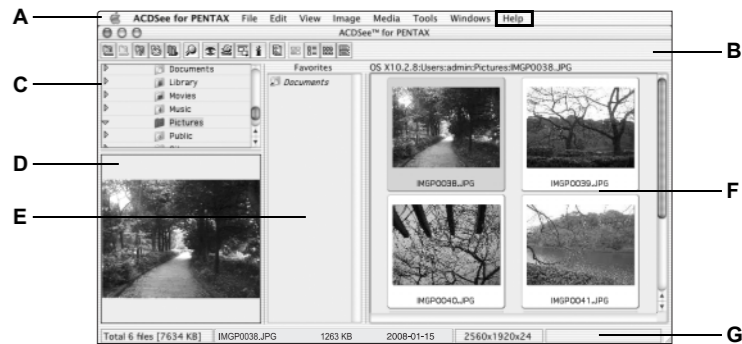 A ACDSee for PENTAX File Edit View Image Media Tools Windows Help
ACDSee™ for PENTAX
B
C
Documents
Library
Movies
Music
Pictures
Public
Favorites
Documents
OS X10.2.8:Users:admin:Pictures:IMGP0038.JPG
IMGP0038.JPG
IMGP0039.JPG
D
E
F
IMGP0040.JPG
IMGP0041.JPG
Total 6 files [7634 KB] IMGP0038.JPG 1263 KB 2008-01-15 2560x1920x24
G